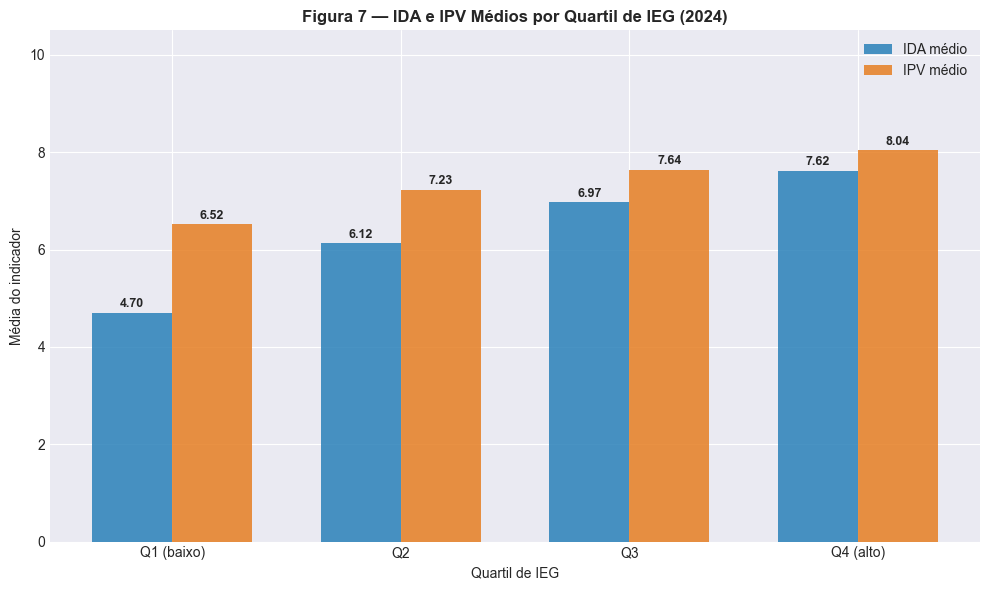 Figura 7 — IDA e IPV Médios por Quartil de IEG (2024)
IDA médio
IPV médio
Média do indicador
10
8
6
4
2
0
4.70
6.52
6.12
7.23
6.97
7.64
7.62
8.04
Q1 (baixo)
Q2
Q3
Q4 (alto)
Quartil de IEG